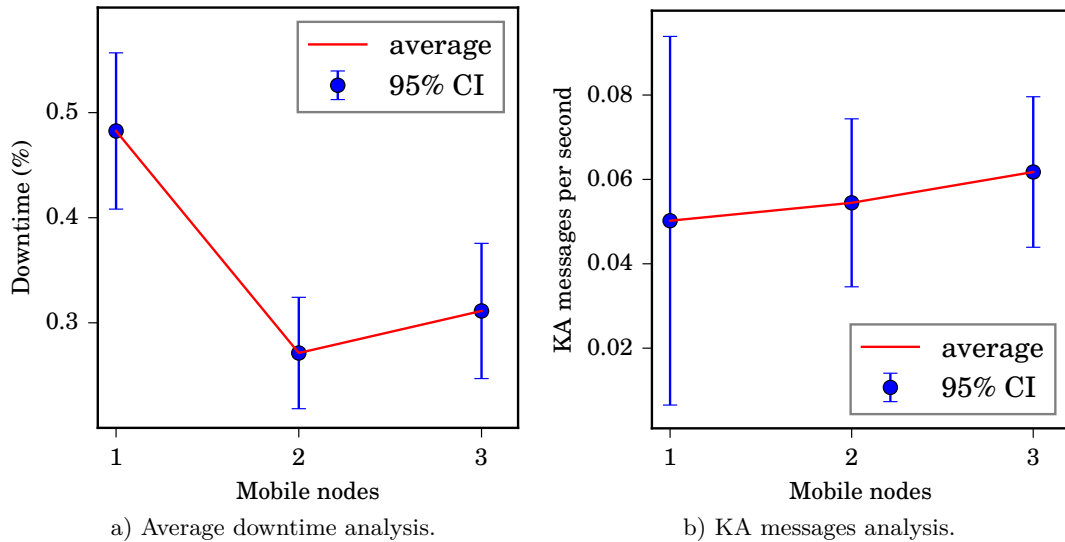 average
95% CI
0.5
0.4
0.3
Downtime (%)
1 2 3
Mobile nodes
a) Average downtime analysis.
0.08
0.06
0.04
0.02
KA messages per second
average
95% CI
1 2 3
Mobile nodes
b) KA messages analysis.